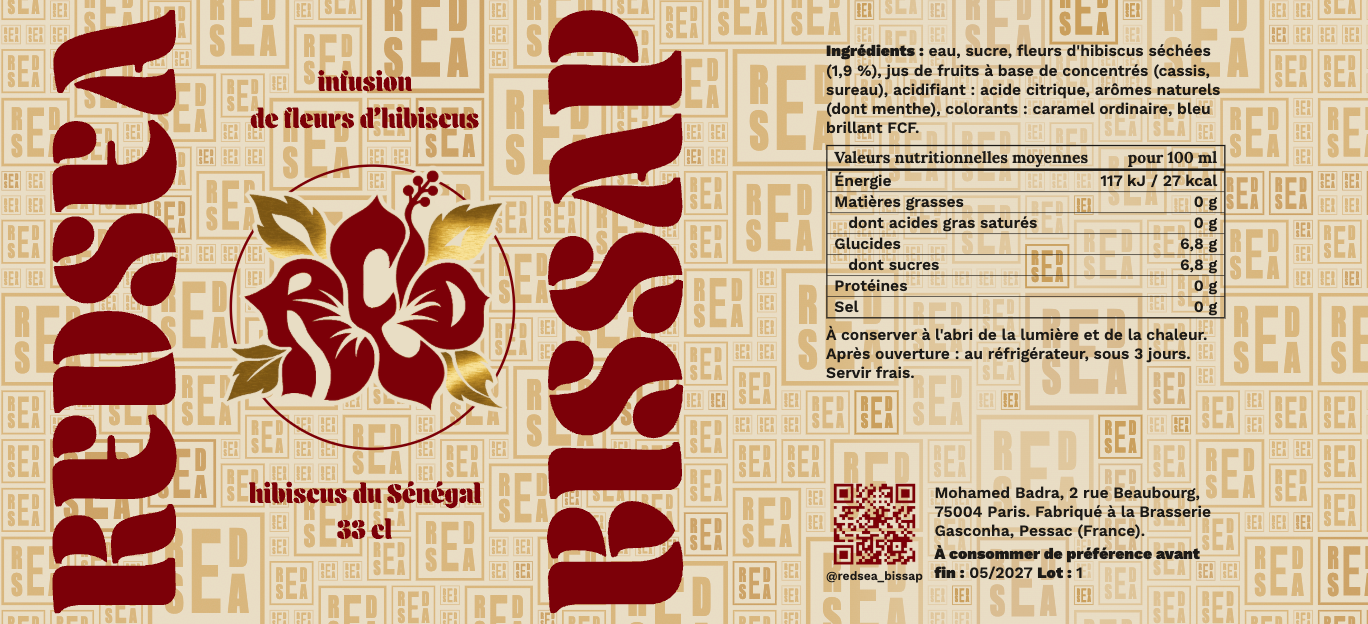 RED SEA
infusion
de fleurs d'hibiscus
hibiscus du Sénégal
33 cl
BISSAP
Ingrédients : eau, sucre, fleurs d'hibiscus séchées
(1,9 %), jus de fruits à base de concentrés (cassis,
sureau), acidifiant : acide citrique, arômes naturels
(dont menthe), colorants : caramel ordinaire, bleu
brillant FCF.
Valeurs nutritionnelles moyennes pour 100 ml
Énergie 117 kJ / 27 kcal
Matières grasses 0 g
dont acides gras saturés 0 g
Glucides 6,8 g
dont sucres 6,8 g
Protéines 0 g
Sel 0 g
À conserver à l'abri de la lumière et de la chaleur.
Après ouverture : au réfrigérateur, sous 3 jours.
Servir frais.
@redsea_bissap
Mohamed Badra, 2 rue Beaubourg,
75004 Paris. Fabriqué à la Brasserie
Gasconha, Pessac (France).
À consommer de préférence avant
fin : 05/2027 Lot : 1